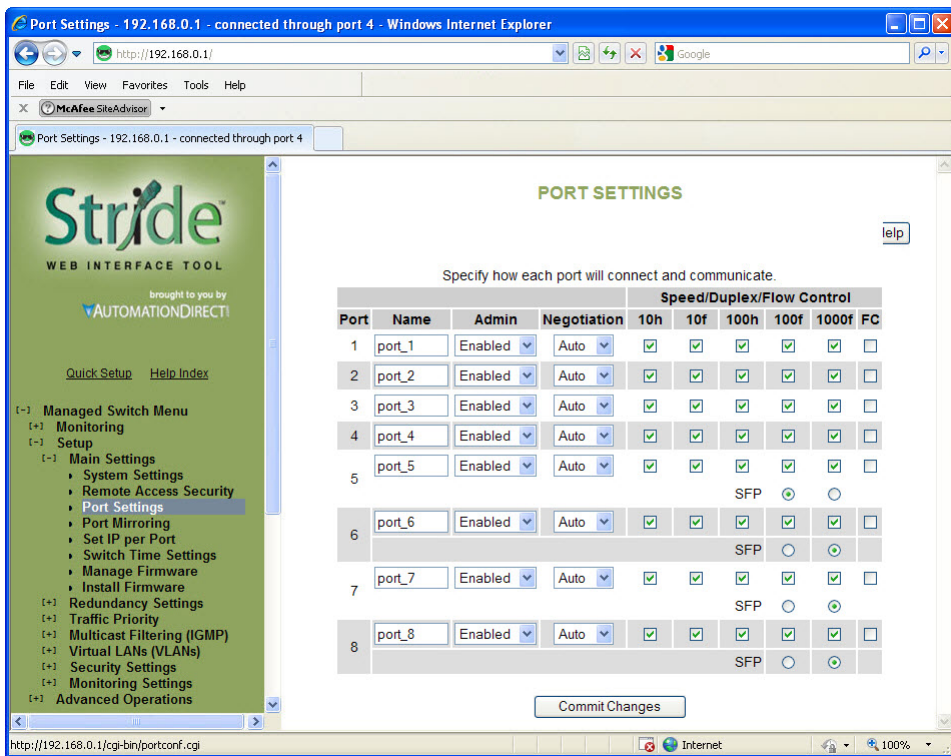 Port Settings - 192.168.0.1 - connected through port 4 - Windows Internet Explorer
http://192.168.0.1/
Google
File Edit View Favorites Tools Help
X McAfee SiteAdvisor
Port Settings - 192.168.0.1 - connected through port 4
Stride™
WEB INTERFACE TOOL
brought to you by
AUTOMATIONDIRECT
Quick Setup Help Index
[-] Managed Switch Menu
[+] Monitoring
[-] Setup
[-] Main Settings
System Settings
Remote Access Security
Port Settings
Port Mirroring
Set IP per Port
Switch Time Settings
Manage Firmware
Install Firmware
[+] Redundancy Settings
[+] Traffic Priority
[+] Multicast Filtering (IGMP)
[+] Virtual LANs (VLANs)
[+] Security Settings
[+] Monitoring Settings
[+] Advanced Operations
PORT SETTINGS
elp
Specify how each port will connect and communicate.
Speed/Duplex/Flow Control
Port Name Admin Negotiation 10h 10f 100h 100f 1000f FC
1 port_1 Enabled Auto
2 port_2 Enabled Auto
3 port_3 Enabled Auto
4 port_4 Enabled Auto
5 port_5 Enabled Auto
SFP
6 port_6 Enabled Auto
SFP
7 port_7 Enabled Auto
SFP
8 port_8 Enabled Auto
SFP
Commit Changes
http://192.168.0.1/cgi-bin/portconf.cgi Internet 100%